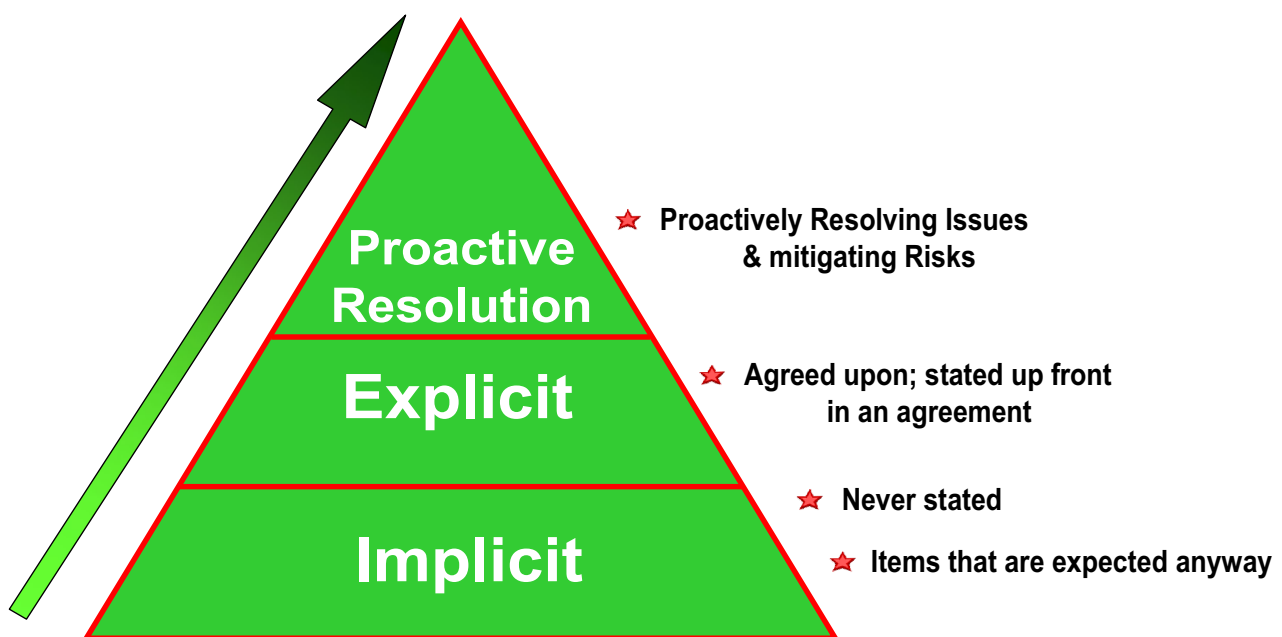 Proactive
Resolution
Proactively Resolving Issues
& mitigating Risks
Explicit
Agreed upon; stated up front
in an agreement
Implicit
Never stated
Items that are expected anyway